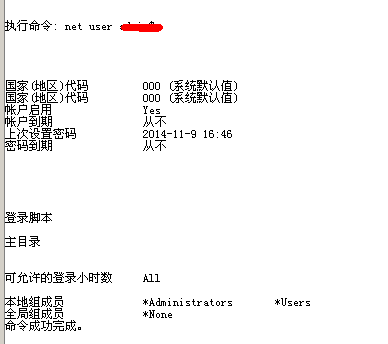 执行命令: net user
国家(地区)代码 000 (系统默认值)
国家(地区)代码 000 (系统默认值)
帐户启用 Yes
帐户到期 从不
上次设置密码 2014-11-9 16:46
密码到期 从不
登录脚本
主目录
可允许的登录小时数 All
本地组成员 *Administrators *Users
全局组成员 *None
命令成功完成。